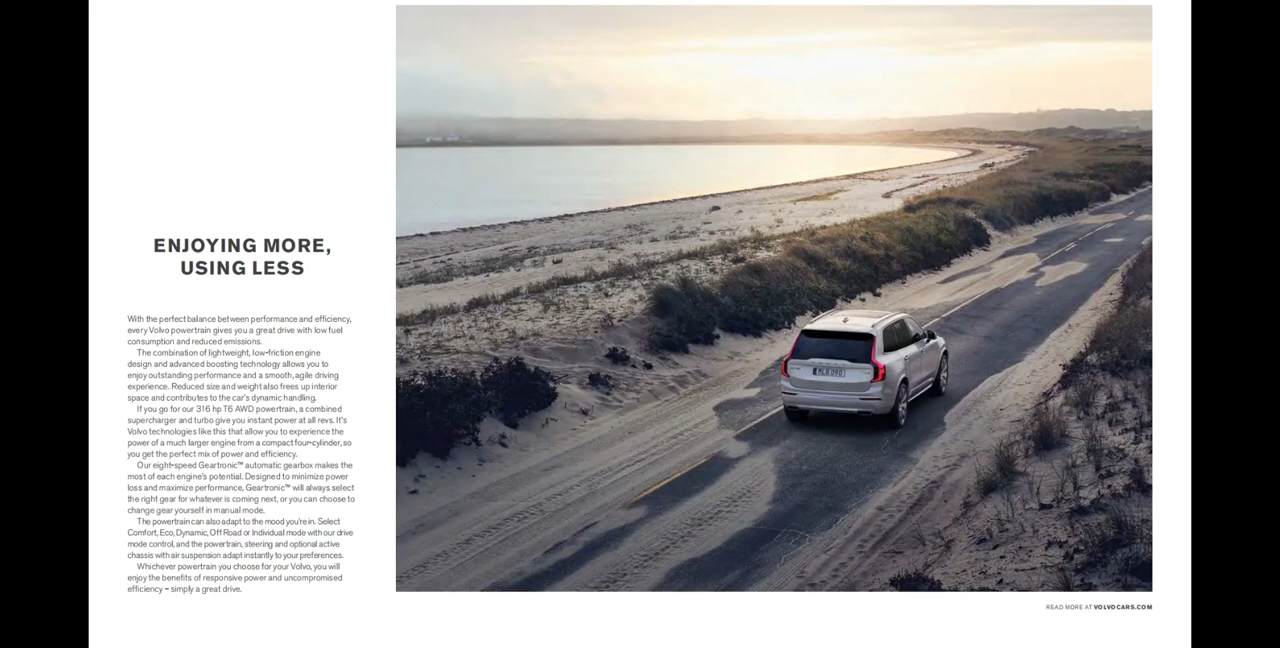 ENJOYING MORE,
USING LESS
With the perfect balance between performance and efficiency,
every Volvo powertrain gives you a great drive with low fuel
consumption and reduced emissions.
The combination of lightweight, low-friction engine
design and advanced boosting technology allows you to
enjoy outstanding performance and a smooth, agile driving
experience. Reduced size and weight also frees up interior
space and contributes to the car's dynamic handling.
If you go for our 316 hp T6 AWD powertrain, a combined
supercharger and turbo give you instant power at all revs. It's
Volvo technologies like this that allow you to experience the
power of a much larger engine from a compact four-cylinder, so
you get the perfect mix of power and efficiency.
Our eight-speed Geartronic™ automatic gearbox makes the
most of each engine's potential. Designed to minimize power
loss and maximize performance, Geartronic™ will always select
the right gear for whatever is coming next, or you can choose to
change gear yourself in manual mode.
The powertrain can also adapt to the mood you're in. Select
Comfort, Eco, Dynamic, Off Road or Individual mode with our drive
mode control, and the powertrain, steering and optional active
chassis with air suspension adapt instantly to your preferences.
Whichever powertrain you choose for your Volvo, you will
enjoy the benefits of responsive power and uncompromised
efficiency – simply a great drive.
MLB 090
READ MORE AT VOLVOCARS.COM